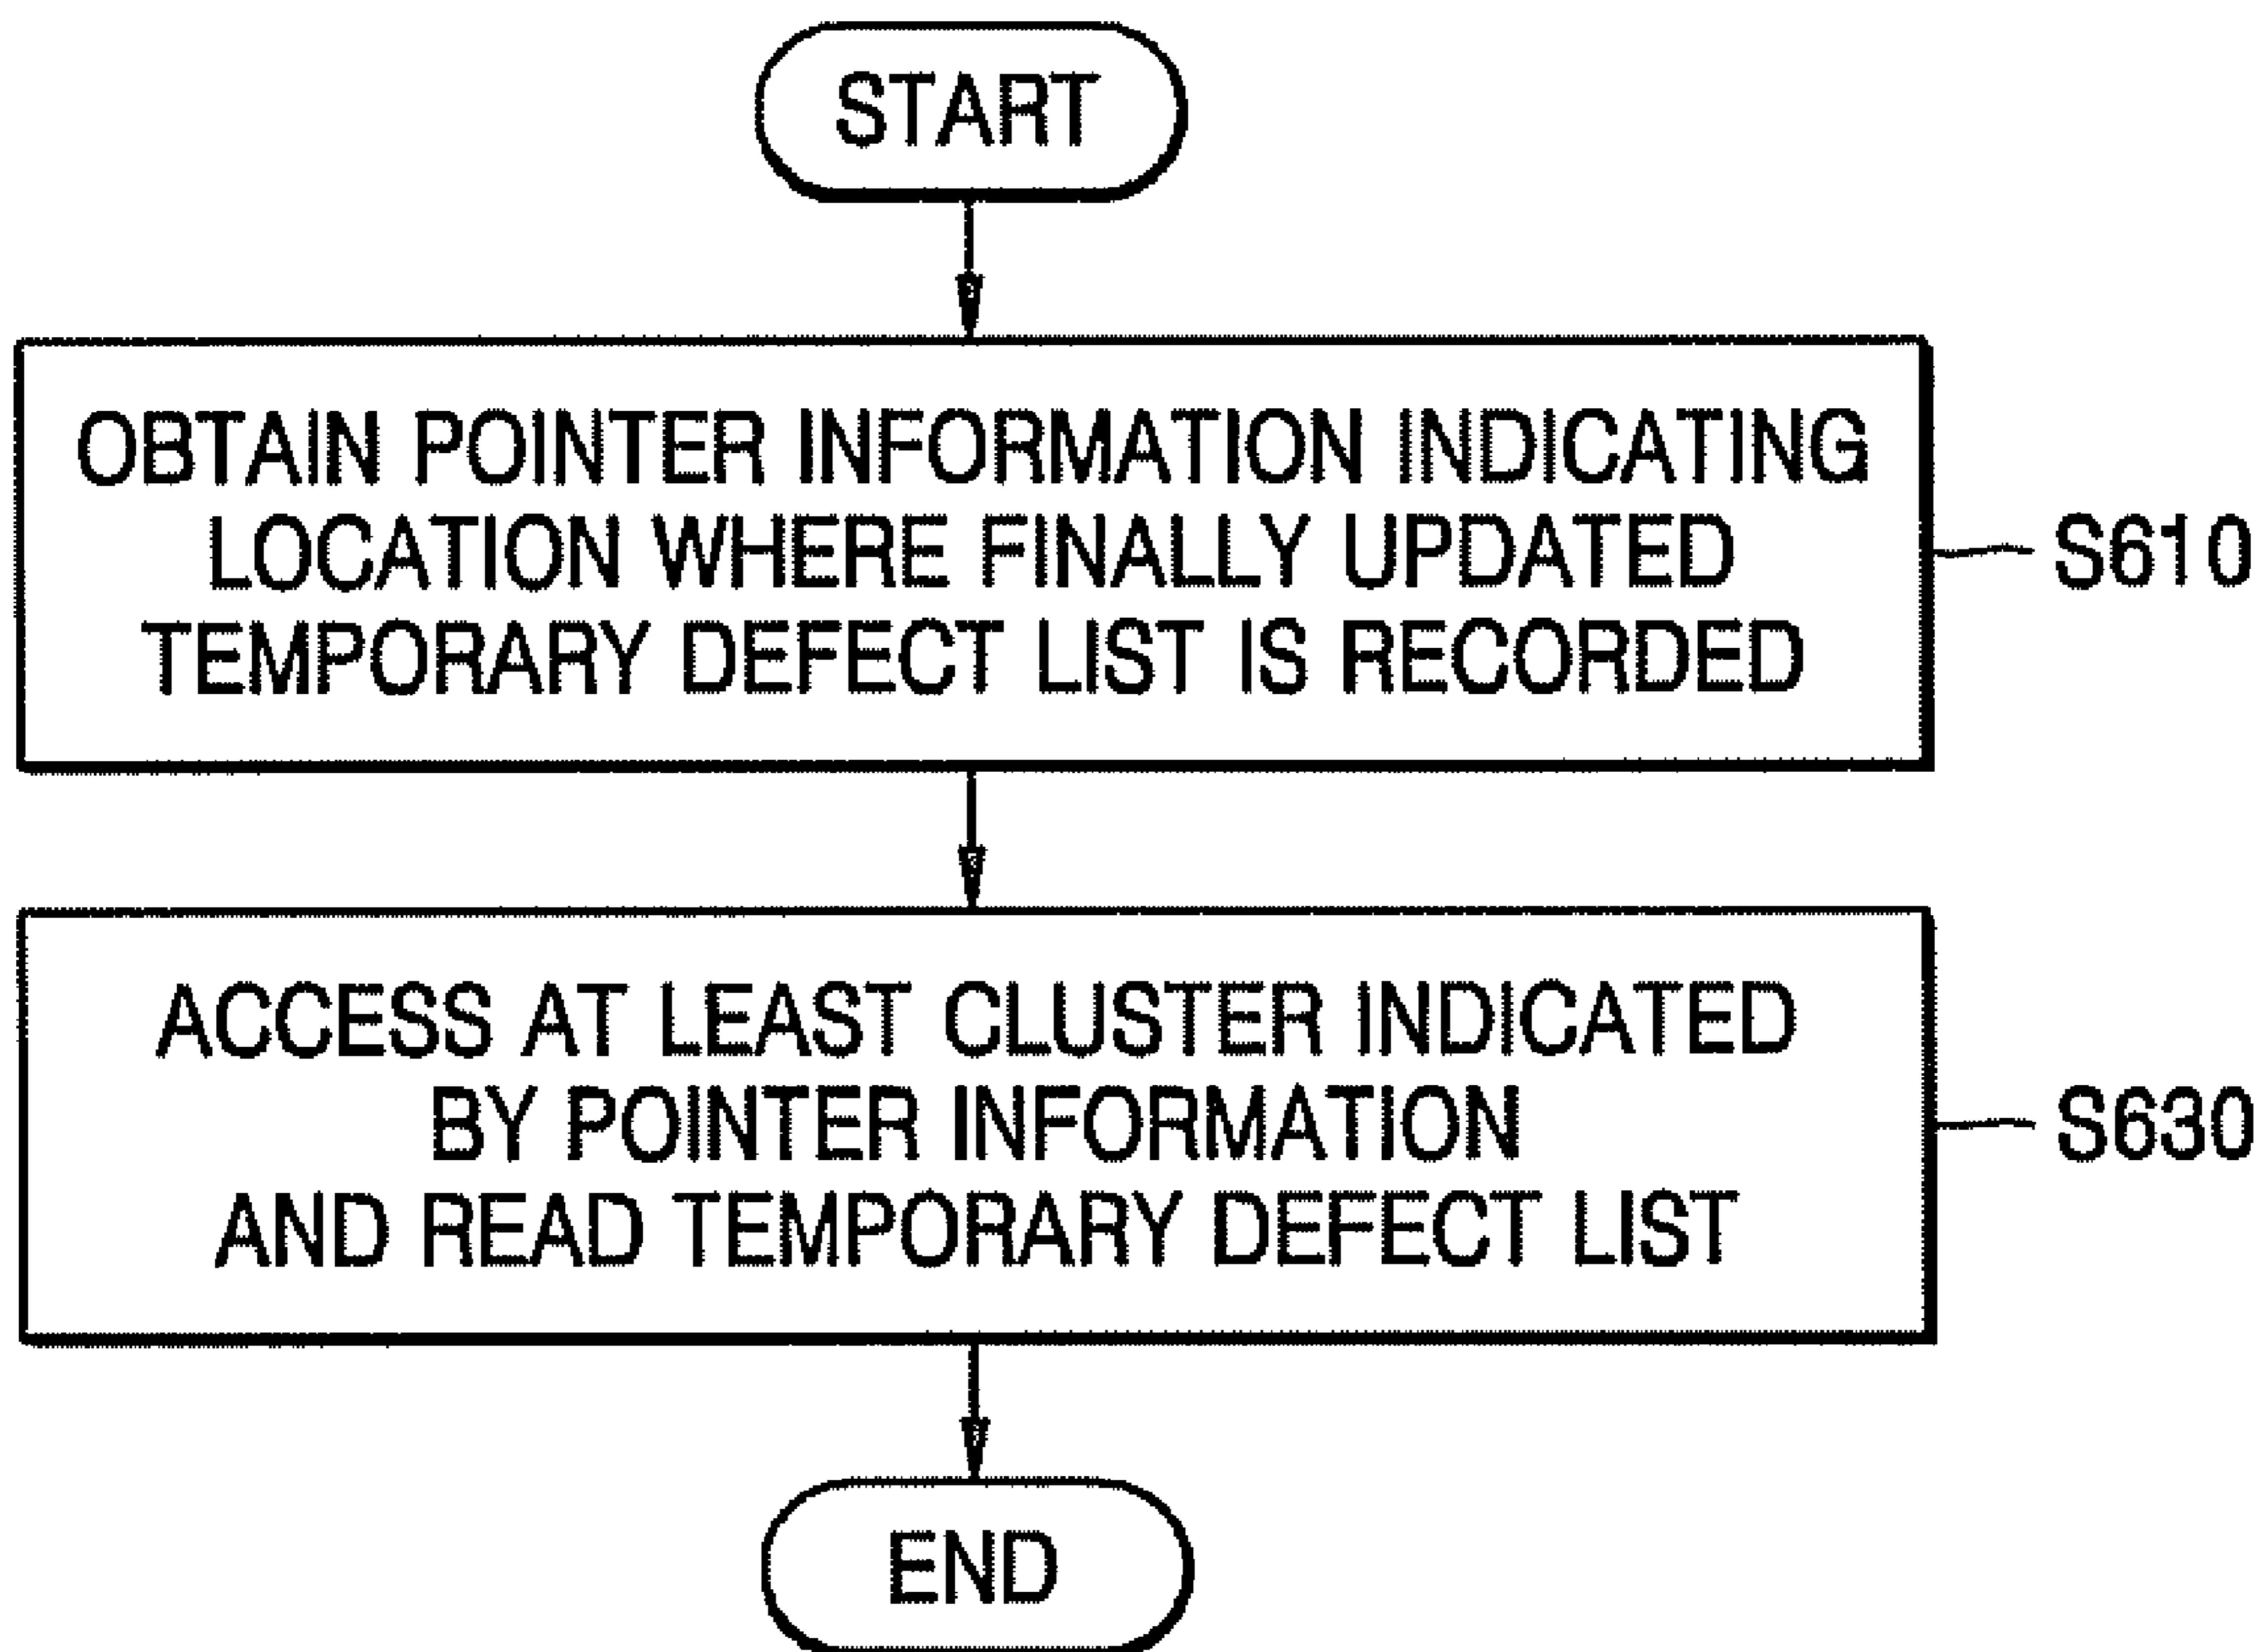 START
OBTAIN POINTER INFORMATION INDICATING
LOCATION WHERE FINALLY UPDATED
TEMPORARY DEFECT LIST IS RECORDED
S610
ACCESS AT LEAST CLUSTER INDICATED
BY POINTER INFORMATION
AND READ TEMPORARY DEFECT LIST
S630
END